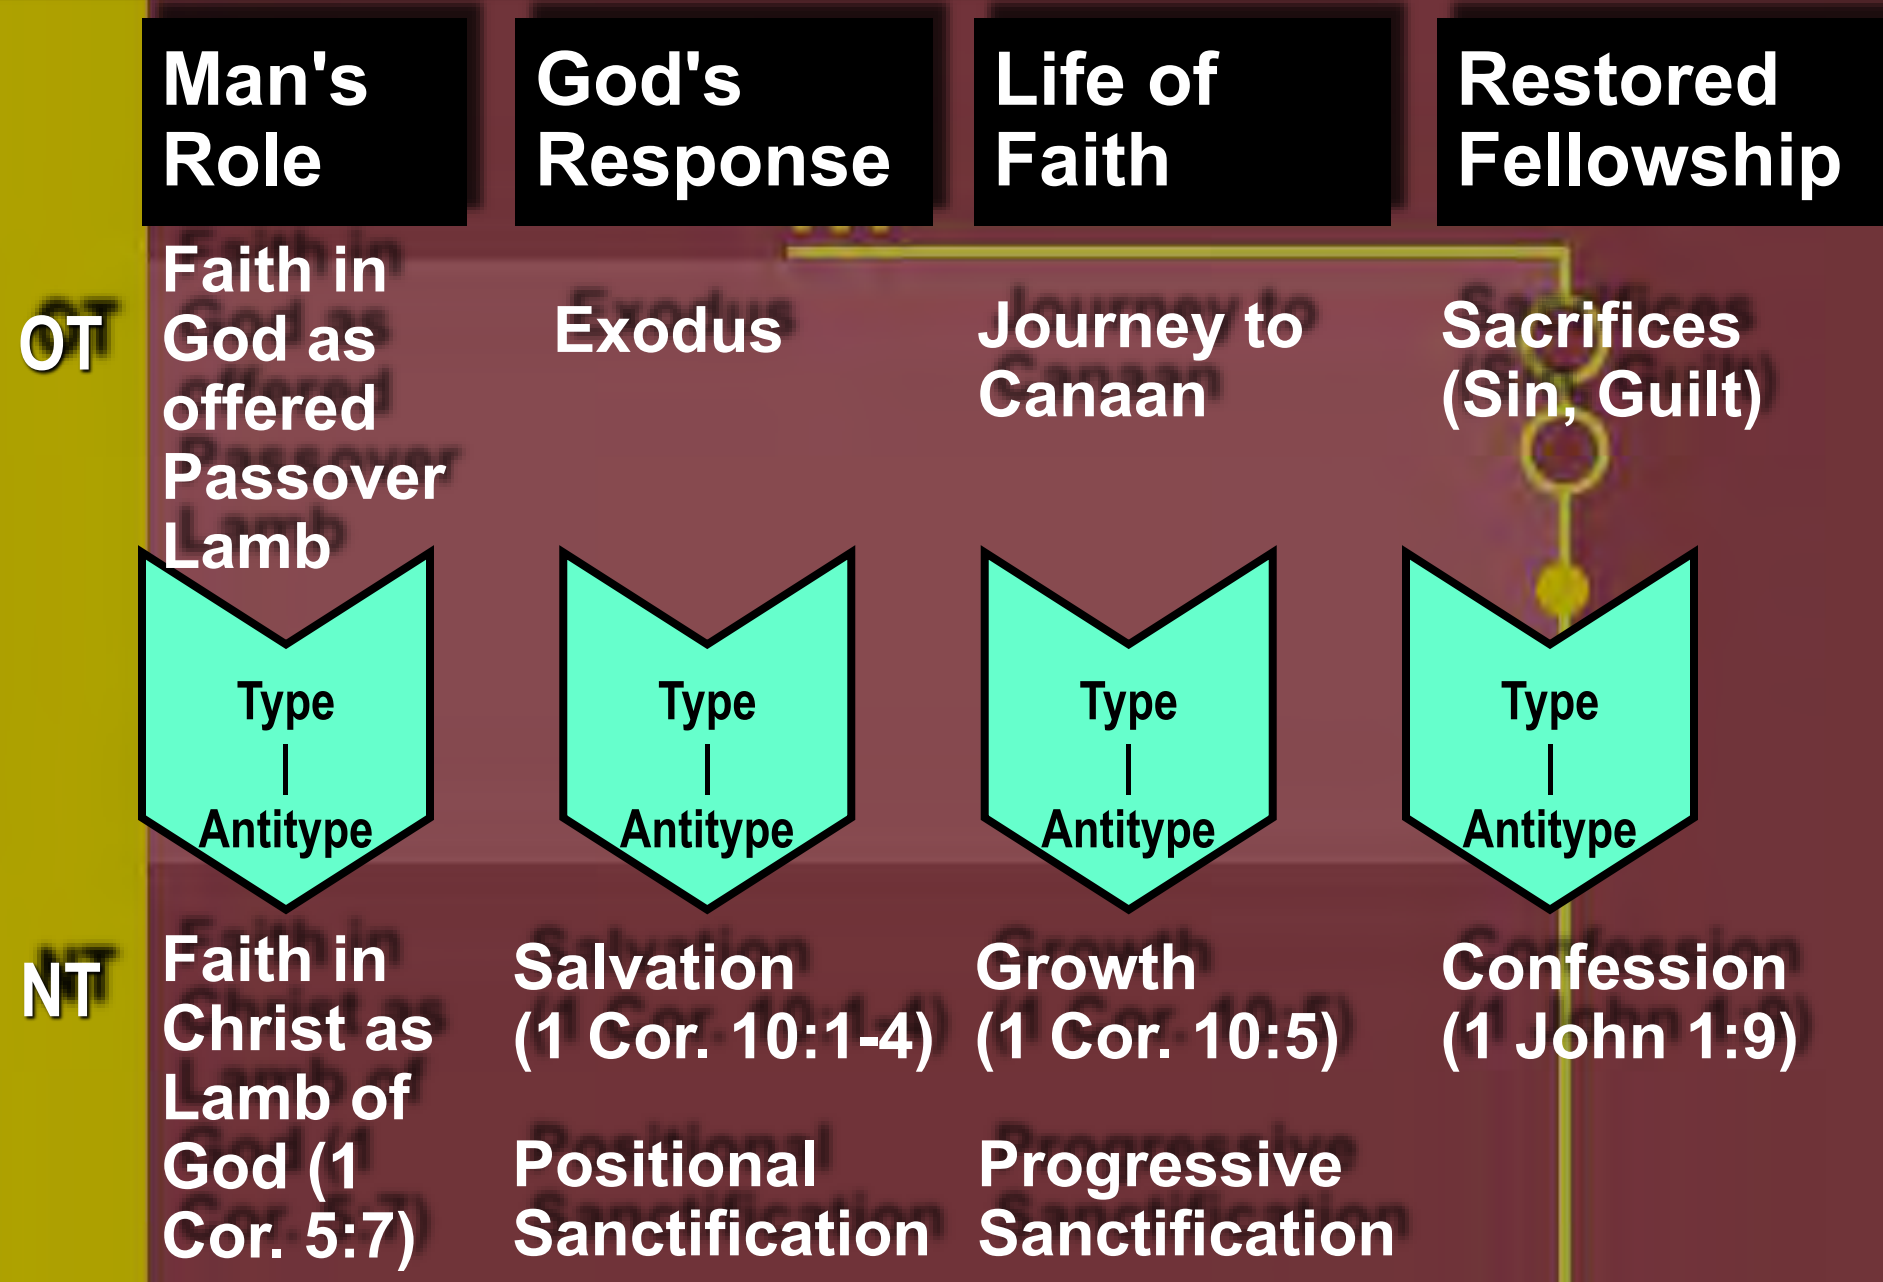 Man's
Role
God's
Response
Life of
Faith
Restored
Fellowship
OT
Faith in
God as
offered
Passover
Lamb
Exodus
Journey to
Canaan
Sacrifices
(Sin, Guilt)
Type
Antitype
Type
Antitype
Type
Antitype
Type
Antitype
NT
Faith in
Christ as
Lamb of
God (1
Cor. 5:7)
Salvation
(1 Cor. 10:1-4)
Positional
Sanctification
Growth
(1 Cor. 10:5)
Progressive
Sanctification
Confession
(1 John 1:9)